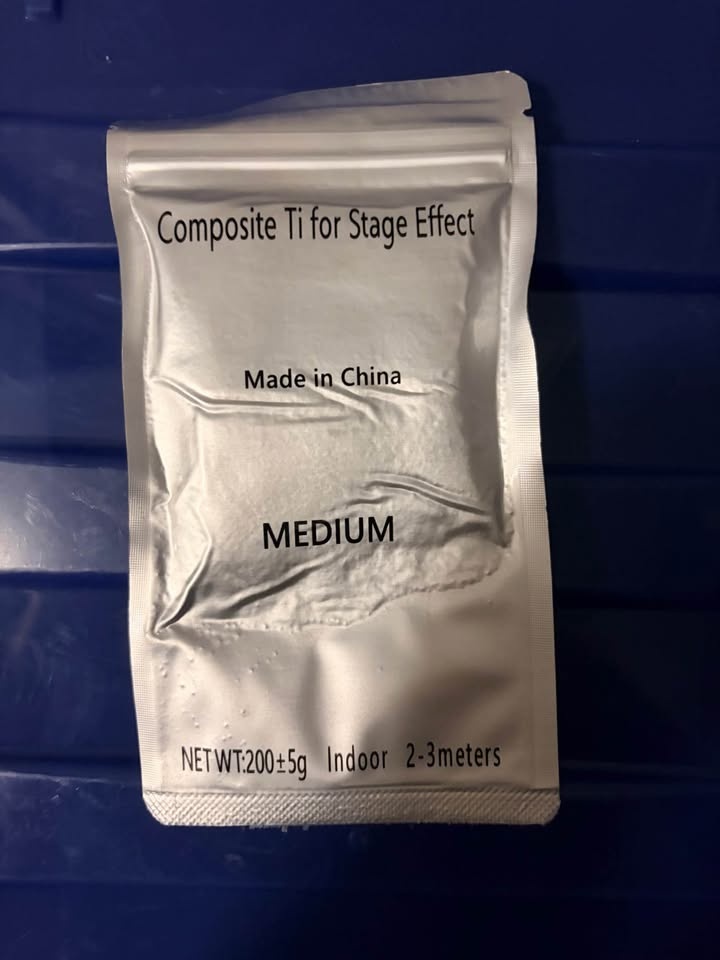 Composite Ti for Stage Effect
Made in China
MEDIUM
NET WT:200±5g Indoor 2-3meters